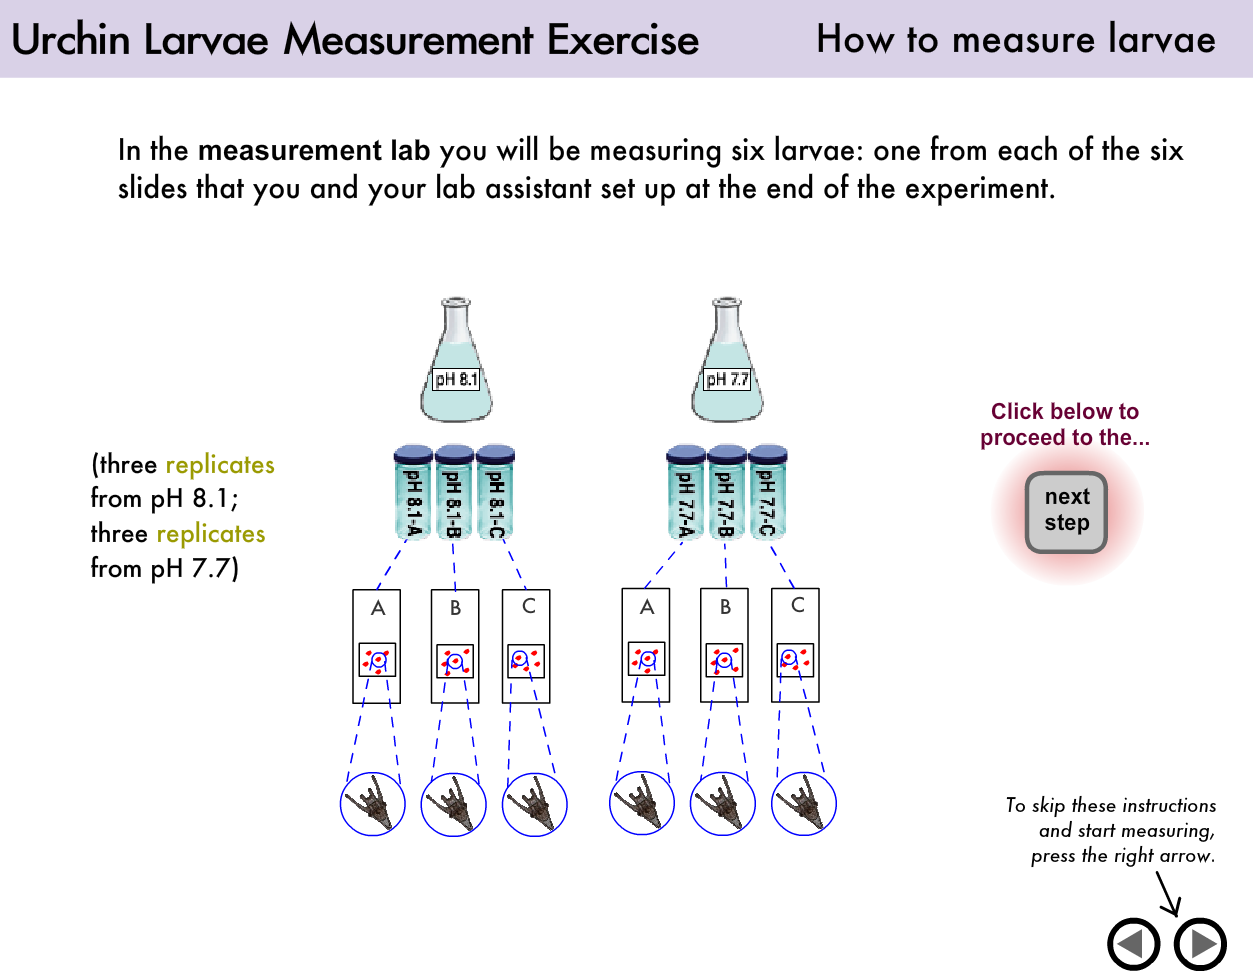 Urchin Larvae Measurement Exercise
How to measure larvae
In the measurement lab you will be measuring six larvae: one from each of the six
slides that you and your lab assistant set up at the end of the experiment.
pH 8.1
pH 7.7
(three replicates
from pH 8.1;
three replicates
from pH 7.7)
pH 8.1-A
pH 8.1-B
pH 8.1-C
pH 7.7-A
pH 7.7-B
pH 7.7-C
A
B
C
A
B
C
Click below to
proceed to the...
next
step
To skip these instructions
and start measuring,
press the right arrow.